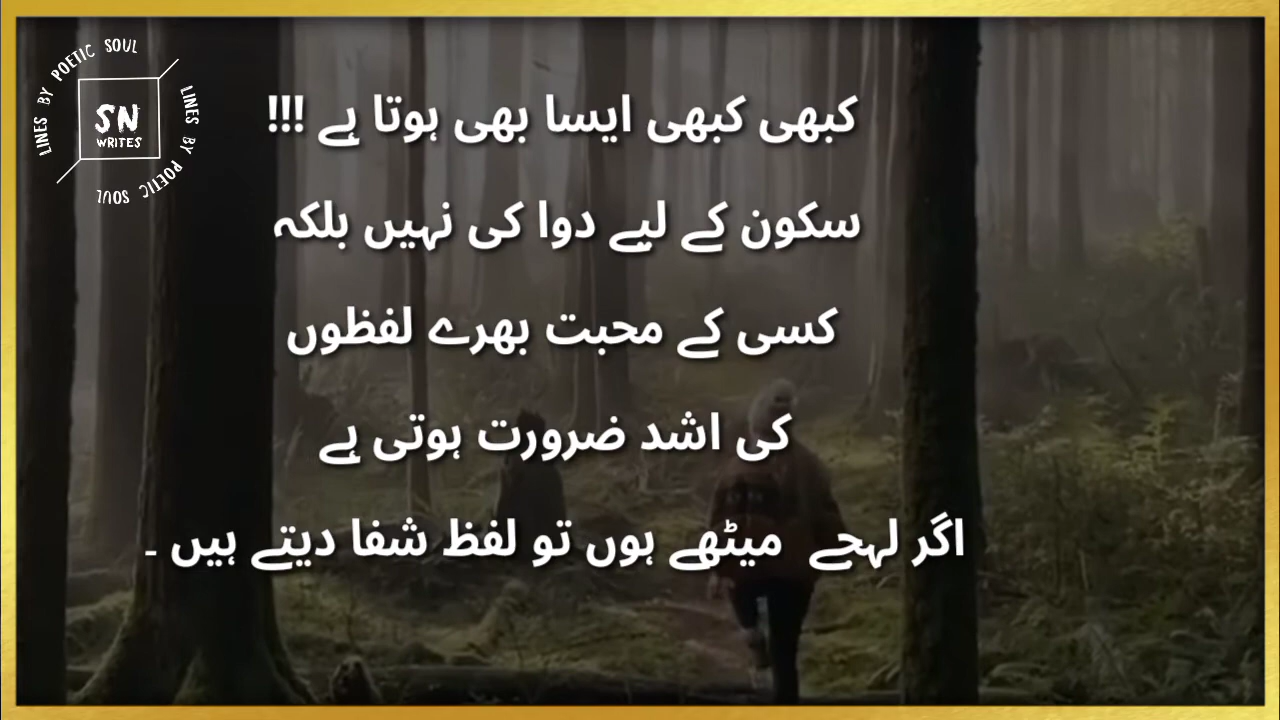 LINES BY POETIC SOUL
LINES BY POETIC SOUL
SN
WRITES
کبھی کبھی ایسا بھی ہوتا ہے !!!
سکون کے لیے دوا کی نہیں بلکہ
کسی کے محبت بھرے لفظوں
کی اشد ضرورت ہوتی ہے
اگر لہجے میٹھے ہوں تو لفظ شفا دیتے ہیں ۔